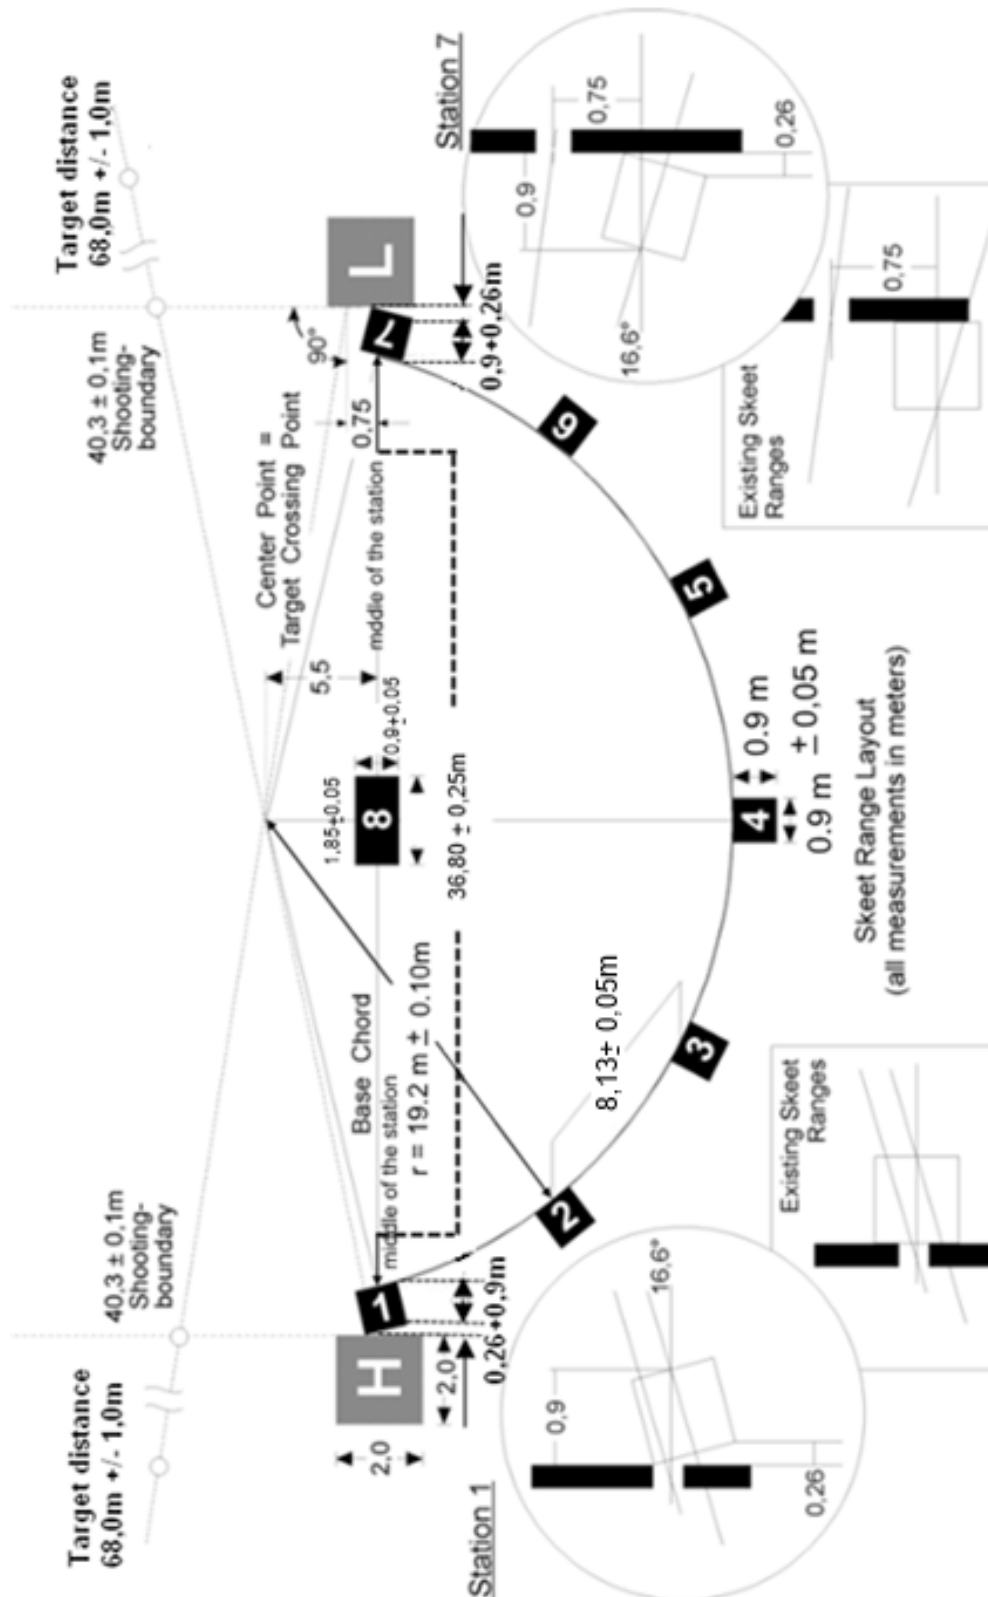 Target distance
68,0m +/- 1,0m
Target distance
68,0m +/- 1,0m
40,3 ± 0,1m
Shooting-
boundary
40,3 ± 0,1m
Shooting-
boundary
Center Point =
Target Crossing Point
5,5
90°
0,75
H
L
2,0
2,0
1
7
8
1,85±0.05
0.9±0.05
Base Chord
middle of the station
mddle of the station
r = 19.2 m ± 0.10m
36,80 ± 0,25m
Station 1
0,26+0,9m
Station 7
0,9+0,26m
2
6
8,13± 0,05m
3
5
4
0.9 m
0.9 m ± 0,05 m
0,9
16,6°
0,26
0,9
0,75
16,6°
0,26
Existing Skeet
Ranges
Existing Skeet
Ranges
0,75
Skeet Range Layout
(all measurements in meters)